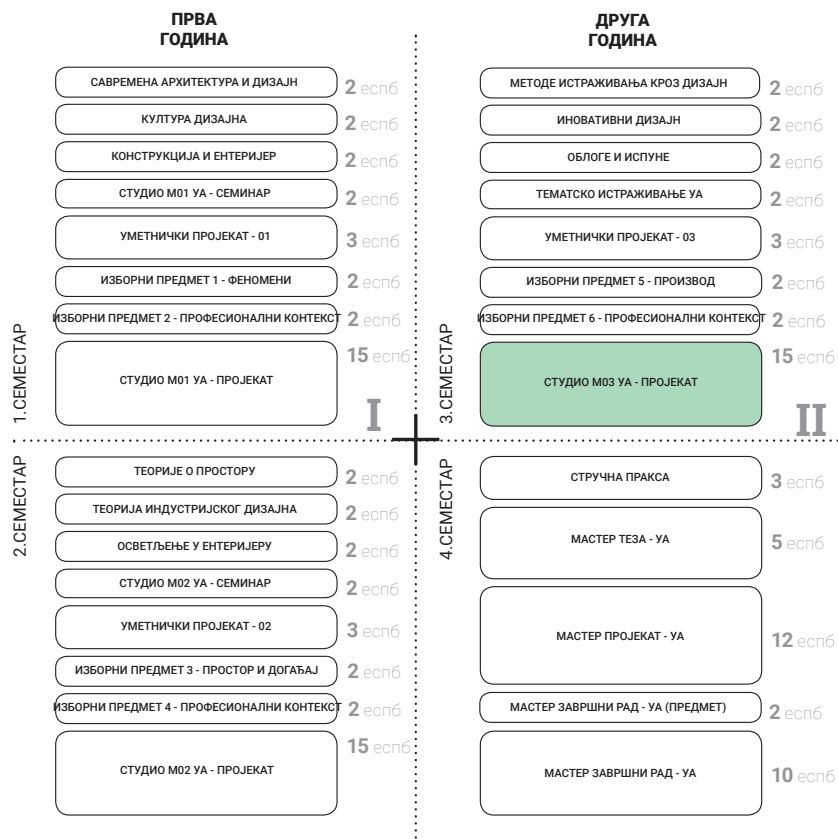 ПРВА
ГОДИНА
САВРЕМЕНА АРХИТЕКТУРА И ДИЗАЈН 2 еспб
КУЛТУРА ДИЗАЈНА 2 еспб
КОНСТРУКЦИЈА И ЕНТЕРИЈЕР 2 еспб
СТУДИО М01 УА - СЕМИНАР 2 еспб
УМЕТНИЧКИ ПРОЈЕКАТ - 01 3 еспб
ИЗБОРНИ ПРЕДМЕТ 1 - ФЕНОМЕНИ 2 еспб
ИЗБОРНИ ПРЕДМЕТ 2 - ПРОФЕСИОНАЛНИ КОНТЕКСТ 2 еспб
СТУДИО М01 УА - ПРОЈЕКАТ 15 еспб
1.СЕМЕСТАР
I
ДРУГА
ГОДИНА
МЕТОДЕ ИСТРАЖИВАЊА КРОЗ ДИЗАЈН 2 еспб
ИНОВАТИВНИ ДИЗАЈН 2 еспб
ОБЛОГЕ И ИСПУНЕ 2 еспб
ТЕМАТСКО ИСТРАЖИВАЊЕ УА 2 еспб
УМЕТНИЧКИ ПРОЈЕКАТ - 03 3 еспб
ИЗБОРНИ ПРЕДМЕТ 5 - ПРОИЗВОД 2 еспб
ИЗБОРНИ ПРЕДМЕТ 6 - ПРОФЕСИОНАЛНИ КОНТЕКСТ 2 еспб
СТУДИО М03 УА - ПРОЈЕКАТ 15 еспб
3.СЕМЕСТАР
II
ТЕОРИЈЕ О ПРОСТОРУ 2 еспб
ТЕОРИЈА ИНДУСТРИЈСКОГ ДИЗАЈНА 2 еспб
ОСВЕТЉЕЊЕ У ЕНТЕРИЈЕРУ 2 еспб
СТУДИО М02 УА - СЕМИНАР 2 еспб
УМЕТНИЧКИ ПРОЈЕКАТ - 02 3 еспб
ИЗБОРНИ ПРЕДМЕТ 3 - ПРОСТОР И ДОГАЂАЈ 2 еспб
ИЗБОРНИ ПРЕДМЕТ 4 - ПРОФЕСИОНАЛНИ КОНТЕКСТ 2 еспб
СТУДИО М02 УА - ПРОЈЕКАТ 15 еспб
2.СЕМЕСТАР
СТРУЧНА ПРАКСА 3 еспб
МАСТЕР ТЕЗА - УА 5 еспб
МАСТЕР ПРОЈЕКАТ - УА 12 еспб
МАСТЕР ЗАВРШНИ РАД - УА (ПРЕДМЕТ) 2 еспб
МАСТЕР ЗАВРШНИ РАД - УА 10 еспб
4.СЕМЕСТАР